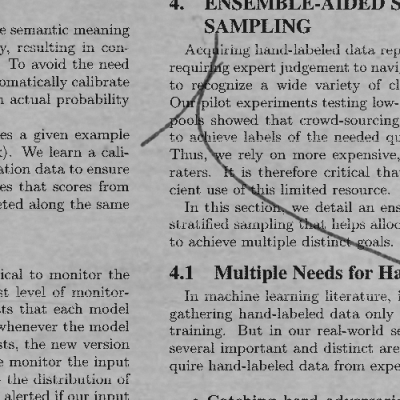 e semantic meaning
y, resulting in con-
To avoid the need
omatically calibrate
n actual probability
es a given example
). We learn a cali-
ation data to ensure
es that scores from
eted along the same
ical to monitor the
st level of monitor-
ts that each model
whenever the model
sts, the new version
e monitor the input
the distribution of
alerted if our input
4. ENSEMBLE-AIDED S
SAMPLING
Acquiring hand-labeled data rep
requiring expert judgement to navi
to recognize a wide variety of cl
Our pilot experiments testing low-
pools showed that crowd-sourcing
to achieve labels of the needed qu
Thus, we rely on more expensive,
raters. It is therefore critical tha
cient use of this limited resource.
In this section, we detail an ens
stratified sampling that helps alloc
to achieve multiple distinct goals.
4.1 Multiple Needs for Ha
In machine learning literature, i
gathering hand-labeled data only
training. But in our real-world se
several important and distinct are
quire hand-labeled data from expe